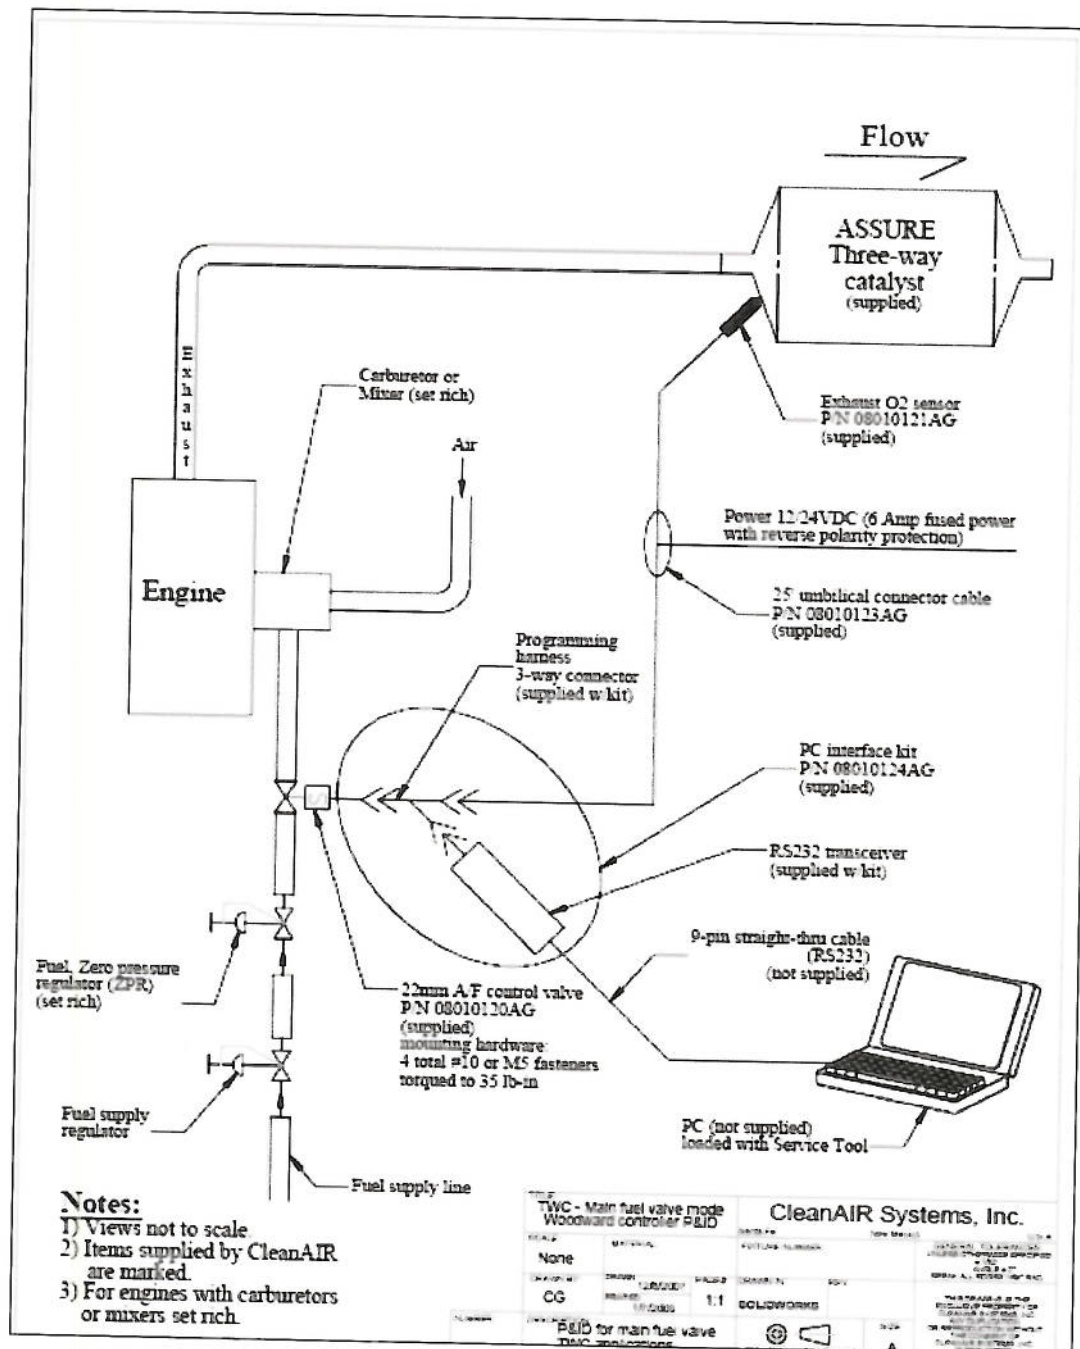 Flow
ASSURE
Three-way
catalyst
(supplied)
Exhaust
Carburetor or
Mixer (set rich)
Air
Exhaust O2 sensor
P/N 08010121AG
(supplied)
Power 12/24VDC (6 Amp fused power
with reverse polarity protection)
Engine
25' umbilical connector cable
P/N 08010123AG
(supplied)
Programming
harness
3-way connector
(supplied w kit)
PC interface kit
P/N 08010124AG
(supplied)
S
RS232 transceiver
(supplied w kit)
9-pin straight-thru cable
(RS232)
(not supplied)
Fuel, Zero pressure
regulator (ZPR)
(set rich)
22mm A/F control valve
P/N 08010120AG
(supplied)
mounting hardware:
4 total #10 or M5 fasteners
torqued to 35 lb-in
Fuel supply
regulator
PC (not supplied)
loaded with Service Tool
Fuel supply line
Notes:
1) Views not to scale.
2) Items supplied by CleanAIR
are marked.
3) For engines with carburetors
or mixers set rich.
TITLE
TWC - Main fuel valve mode
Woodward controller P&ID
CleanAIR Systems, Inc.
SCALE
None
MATERIAL
CG
1:1
SOLIDWORKS
P&ID for main fuel valve
TWC applications
SIZE
A